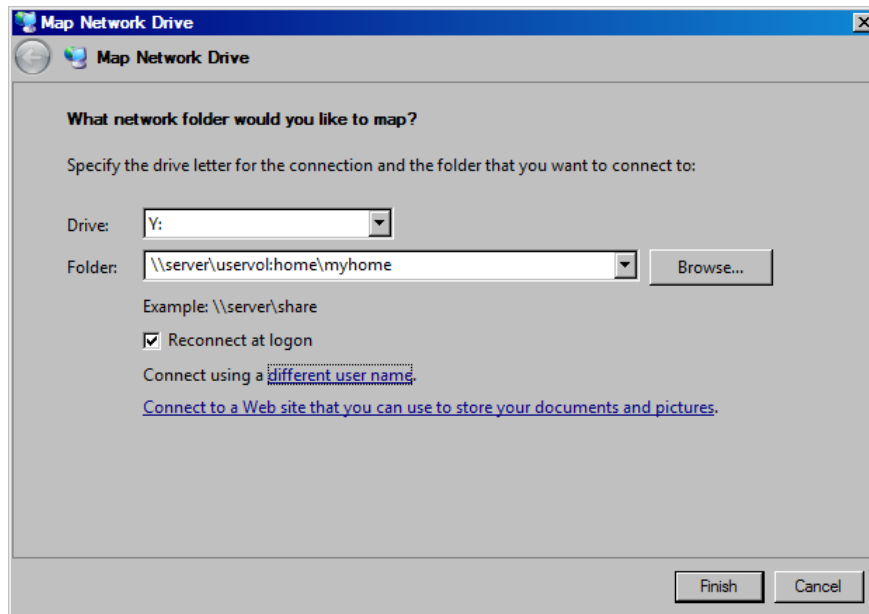 Map Network Drive
Map Network Drive
What network folder would you like to map?
Specify the drive letter for the connection and the folder that you want to connect to:
Drive: Y:
Folder: \\server\uservol:home\myhome Browse...
Example: \\server\share
Reconnect at logon
Connect using a different user name.
Connect to a Web site that you can use to store your documents and pictures.
Finish Cancel